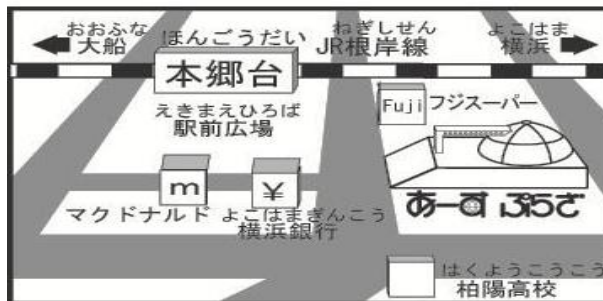 おおふな
大船
ほんごうだい
本郷台
ねぎしせん
JR根岸線
よこはま
横浜
えきまえひろば
駅前広場
Fuji
フジスーパー
m
マクドナルド
¥
よこはまぎんこう
横浜銀行
あーすぷらざ
はくようこうこう
柏陽高校